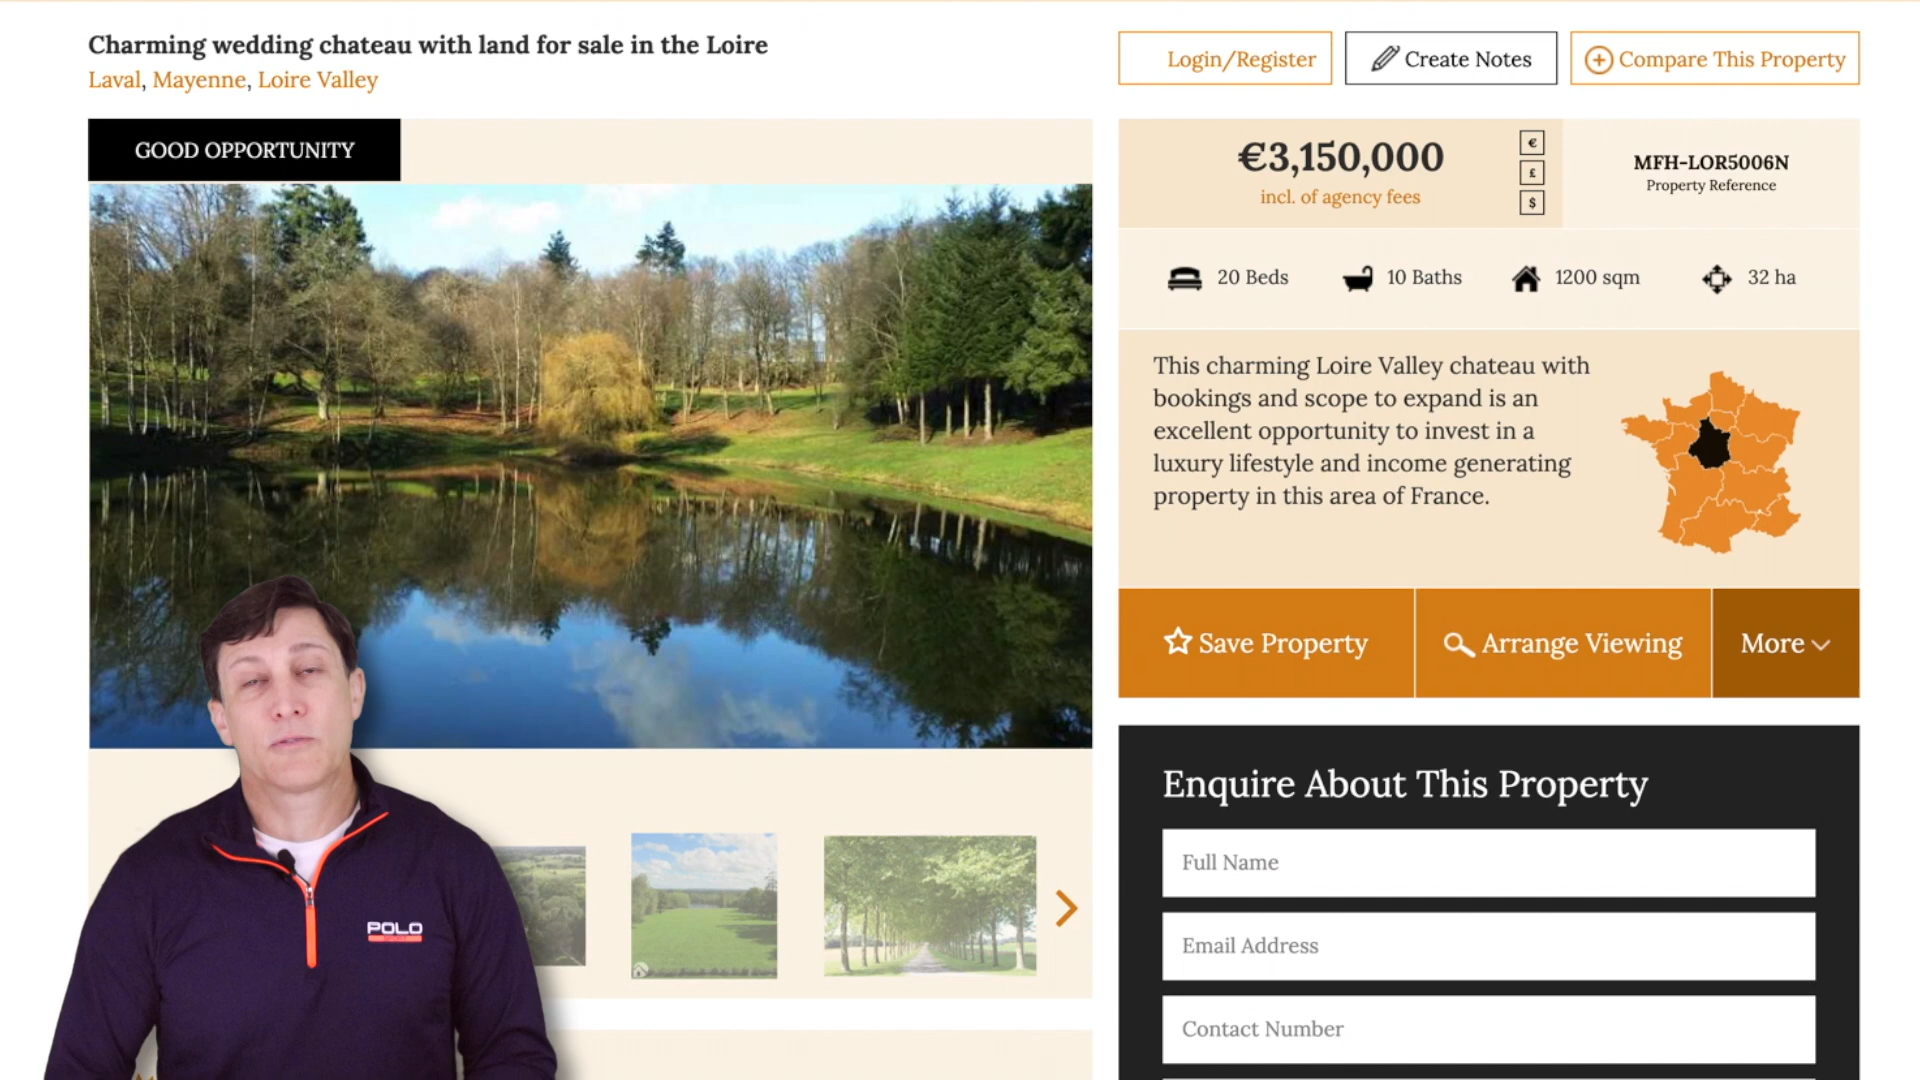 Charming wedding chateau with land for sale in the Loire
Laval, Mayenne, Loire Valley
Login/Register
Create Notes
Compare This Property
GOOD OPPORTUNITY
€3,150,000
incl. of agency fees
€
£
$
MFH-LOR5006N
Property Reference
20 Beds
10 Baths
1200 sqm
32 ha
This charming Loire Valley chateau with
bookings and scope to expand is an
excellent opportunity to invest in a
luxury lifestyle and income generating
property in this area of France.
Save Property
Arrange Viewing
More
Enquire About This Property
Full Name
Email Address
Contact Number
POLO